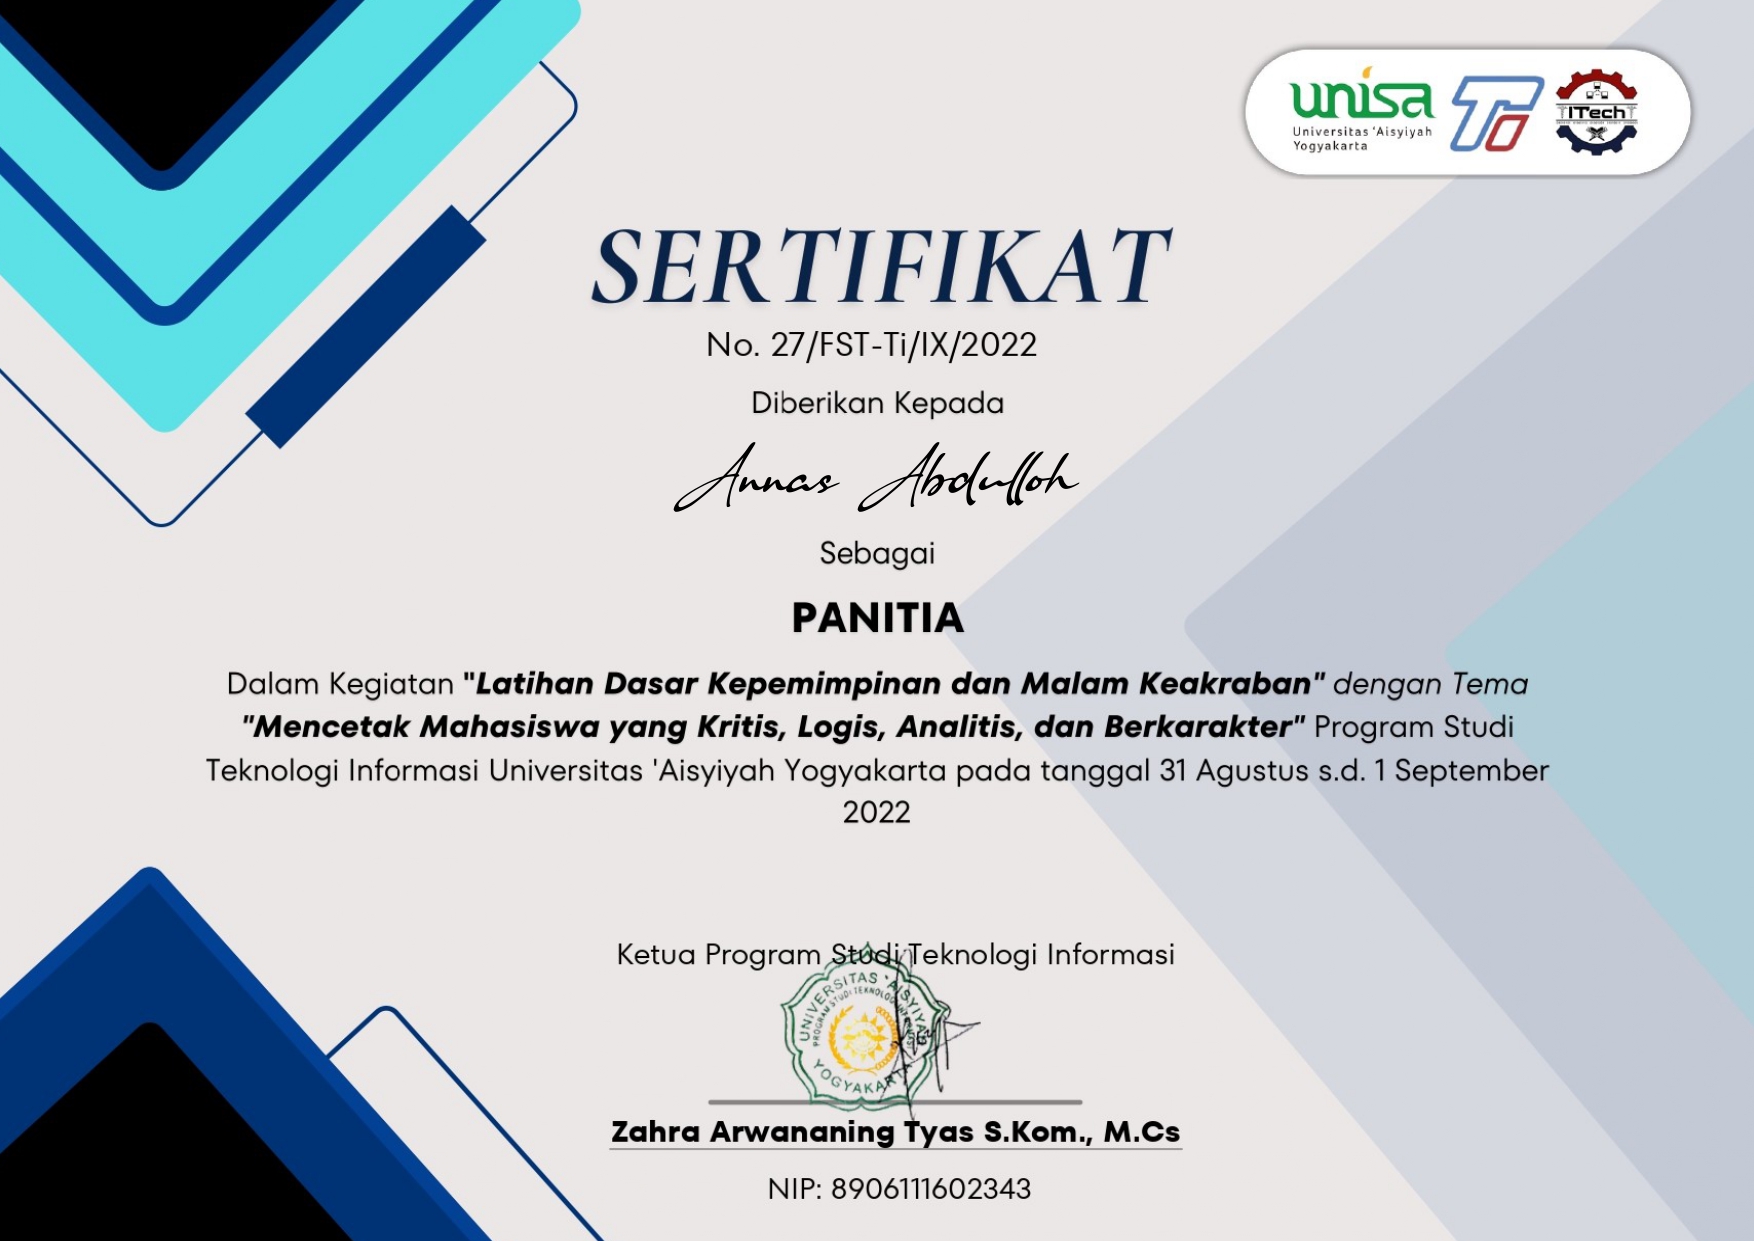 unisa
Universitas 'Aisyiyah
Yogyakarta
Ti
ITech
SERTIFIKAT
No. 27/FST-Ti/IX/2022
Diberikan Kepada
Annas Abdulloh
Sebagai
PANITIA
Dalam Kegiatan "Latihan Dasar Kepemimpinan dan Malam Keakraban" dengan Tema
"Mencetak Mahasiswa yang Kritis, Logis, Analitis, dan Berkarakter" Program Studi
Teknologi Informasi Universitas 'Aisyiyah Yogyakarta pada tanggal 31 Agustus s.d. 1 September
2022
Ketua Program Studi Teknologi Informasi
UNIVERSITAS 'AISYIYAH
YOGYAKARTA
Zahra Arwananing Tyas S.Kom., M.Cs
NIP: 8906111602343